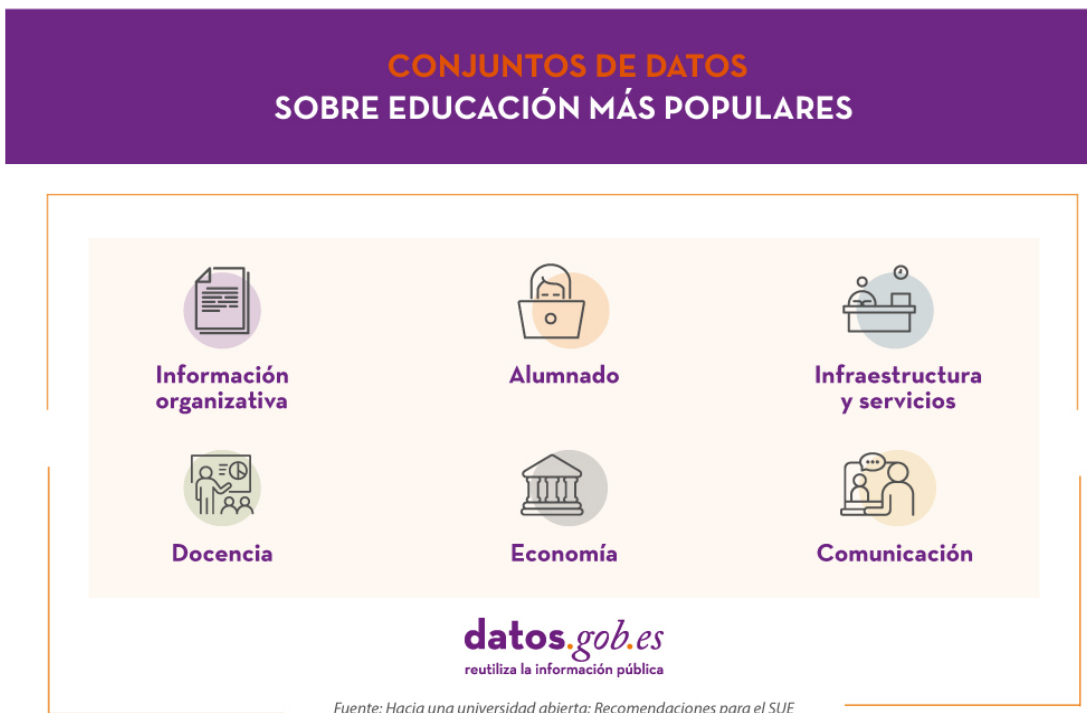 CONJUNTOS DE DATOS
SOBRE EDUCACIÓN MÁS POPULARES
Información
organizativa
Alumnado
Infraestructura
y servicios
Docencia
Economía
Comunicación
datos.gob.es
reutiliza la información pública
Fuente: Hacia una universidad abierta: Recomendaciones para el SUE